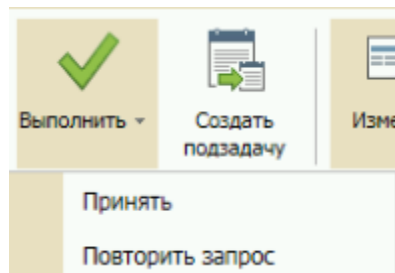 Выполнить
Создать
подзадачу
Принять
Повторить запрос